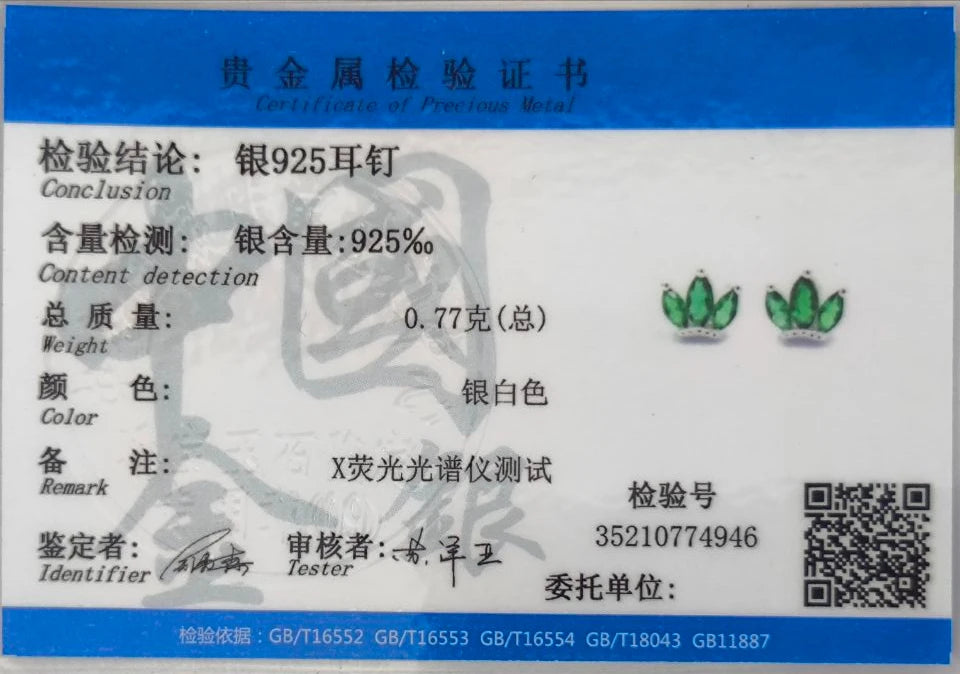 贵金属检验证书
Certificate of Precious Metal
检验结论: 银925耳钉
Conclusion
含量检测: 银含量:925‰
Content detection
总质量: 0.77克(总)
Weight
颜色: 银白色
Color
备注: X荧光光谱仪测试
Remark
检验号
35210774946
鉴定者:
Identifier
审核者:
Tester
委托单位:
检验依据: GB/T16552 GB/T16553 GB/T16554 GB/T18043 GB11887
中國
金銀